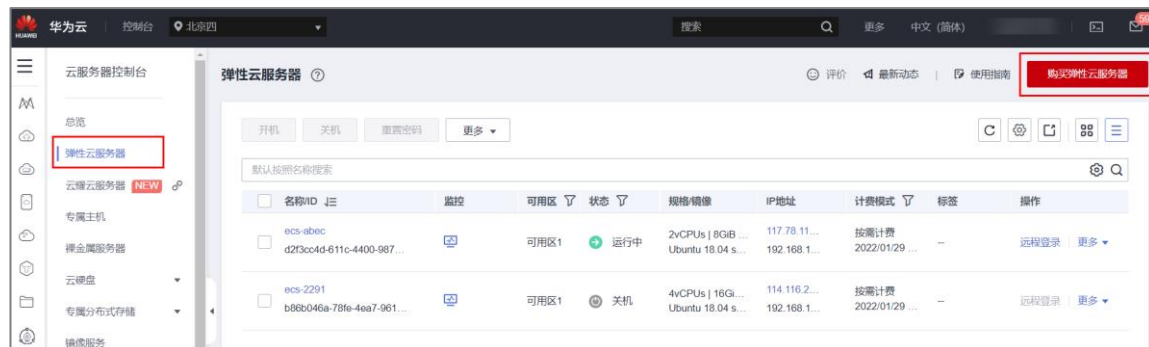 HUAWEI
华为云 控制台 北京四 搜索 更多 中文 (简体)
云服务器控制台
弹性云服务器
评价 最新动态 使用指南 购买弹性云服务器
总览
弹性云服务器
云耀云服务器 NEW
专属主机
裸金属服务器
云硬盘
专属分布式存储
镜像服务
开机 关机 重置密码 更多
默认按照名称搜索
名称/ID 监控 可用区 状态 规格/镜像 IP地址 计费模式 标签 操作
ecs-abec 可用区1 运行中 2vCPUs | 8GiB ... 117.78.11... 按需计费 -- 远程登录 更多
d2f3cc4d-611c-4400-987... Ubuntu 18.04 s... 192.168.1... 2022/01/29 ...
ecs-2291 可用区1 关机 4vCPUs | 16Gi... 114.116.2... 按需计费 -- 远程登录 更多
b86b046a-78fe-4ea7-961... Ubuntu 18.04 s... 192.168.1... 2022/01/29 ...